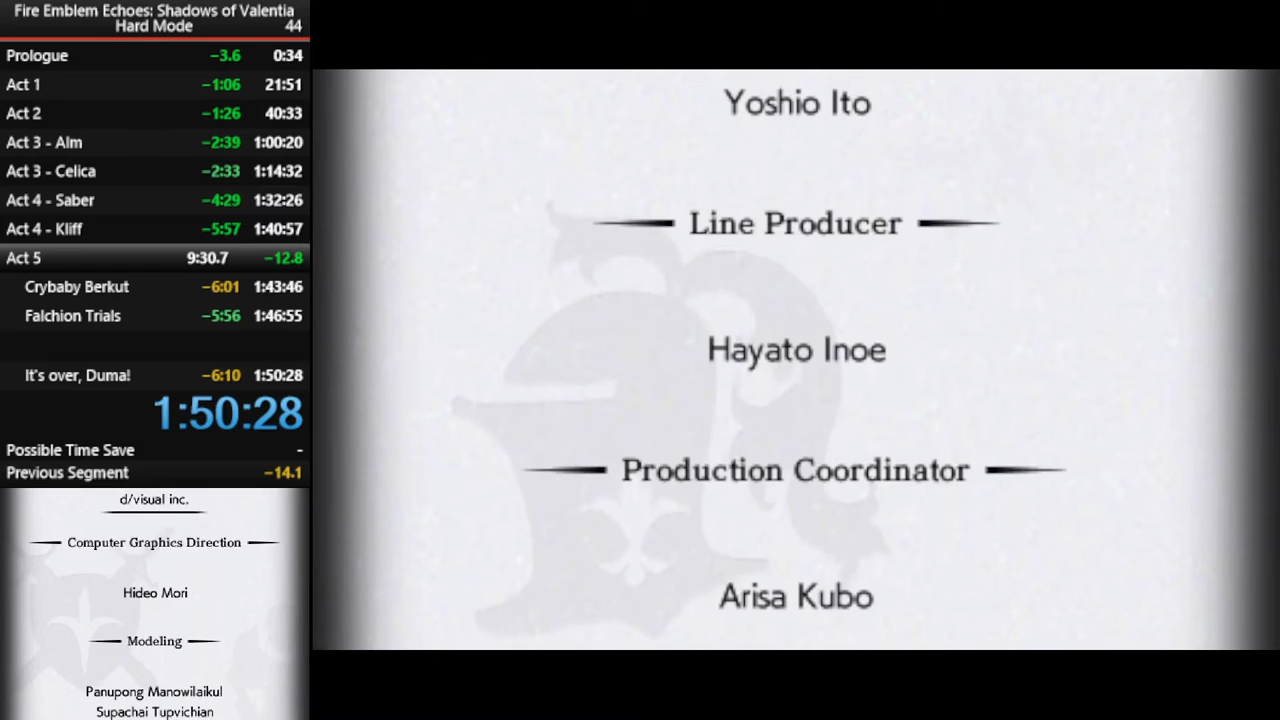 Fire Emblem Echoes: Shadows of Valentia
Hard Mode 44
Prologue −3.6 0:34
Act 1 −1:06 21:51
Act 2 −1:26 40:33
Act 3 - Alm −2:39 1:00:20
Act 3 - Celica −2:33 1:14:32
Act 4 - Saber −4:29 1:32:26
Act 4 - Kliff −5:57 1:40:57
Act 5 9:30.7 −12.8
Crybaby Berkut −6:01 1:43:46
Falchion Trials −5:56 1:46:55
It's over, Duma! −6:10 1:50:28
1:50:28
Possible Time Save -
Previous Segment −14.1
d/visual inc.
Computer Graphics Direction
Hideo Mori
Modeling
Panupong Manowilaikul
Supachai Tupvichian
Yoshio Ito
Line Producer
Hayato Inoe
Production Coordinator
Arisa Kubo